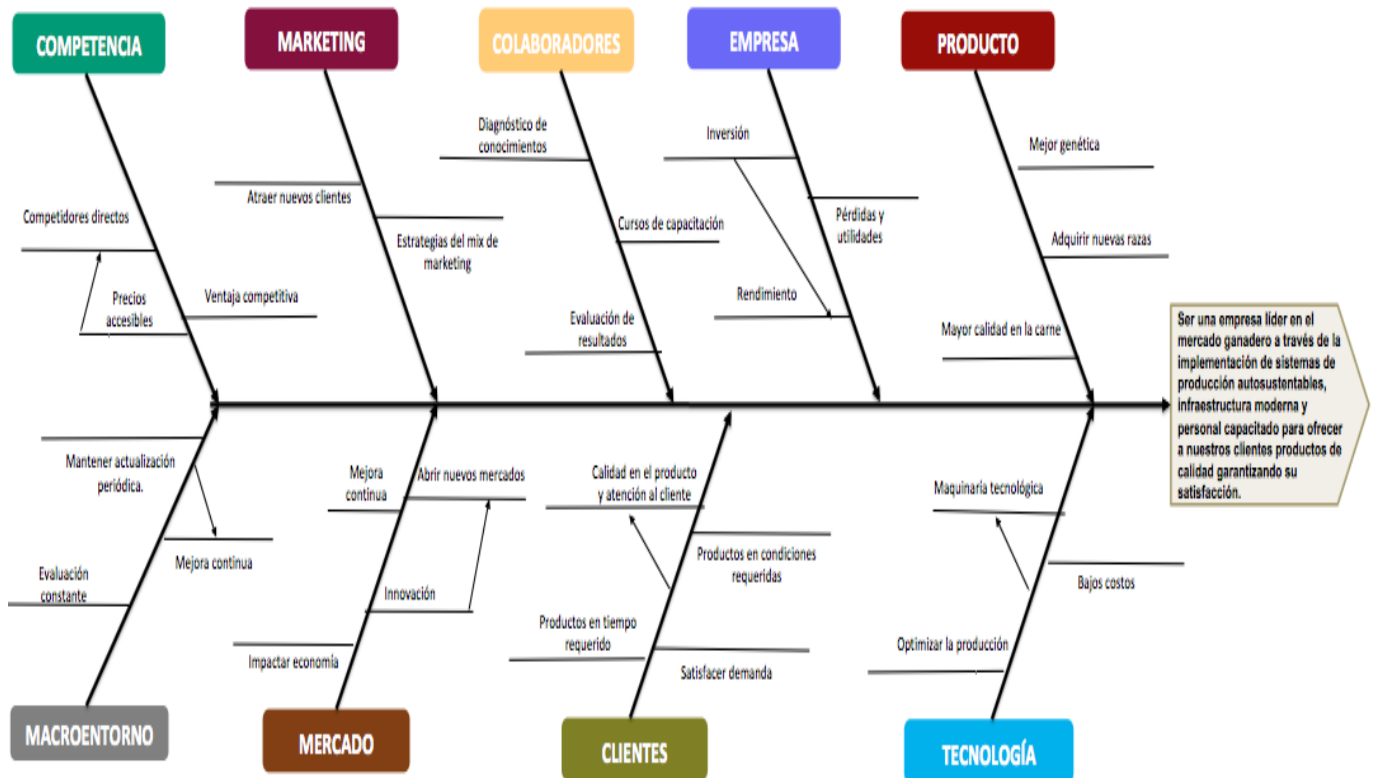 COMPETENCIA
MARKETING
COLABORADORES
EMPRESA
PRODUCTO
Competidores directos
Precios
accesibles
Ventaja competitiva
Atraer nuevos clientes
Estrategias del mix de
marketing
Diagnóstico de
conocimientos
Cursos de capacitación
Evaluación de
resultados
Inversión
Pérdidas y
utilidades
Rendimiento
Mejor genética
Adquirir nuevas razas
Mayor calidad en la carne
Ser una empresa líder en el
mercado ganadero a través de la
implementación de sistemas de
producción autosustentables,
infraestructura moderna y
personal capacitado para ofrecer
a nuestros clientes productos de
calidad garantizando su
satisfacción.
Mantener actualización
periódica.
Mejora continua
Evaluación
constante
Mejora
continua
Abrir nuevos mercados
Innovación
Impactar economía
Calidad en el producto
y atención al cliente
Productos en condiciones
requeridas
Productos en tiempo
requerido
Satisfacer demanda
Maquinaría tecnológica
Bajos costos
Optimizar la producción
MACROENTORNO
MERCADO
CLIENTES
TECNOLOGÍA